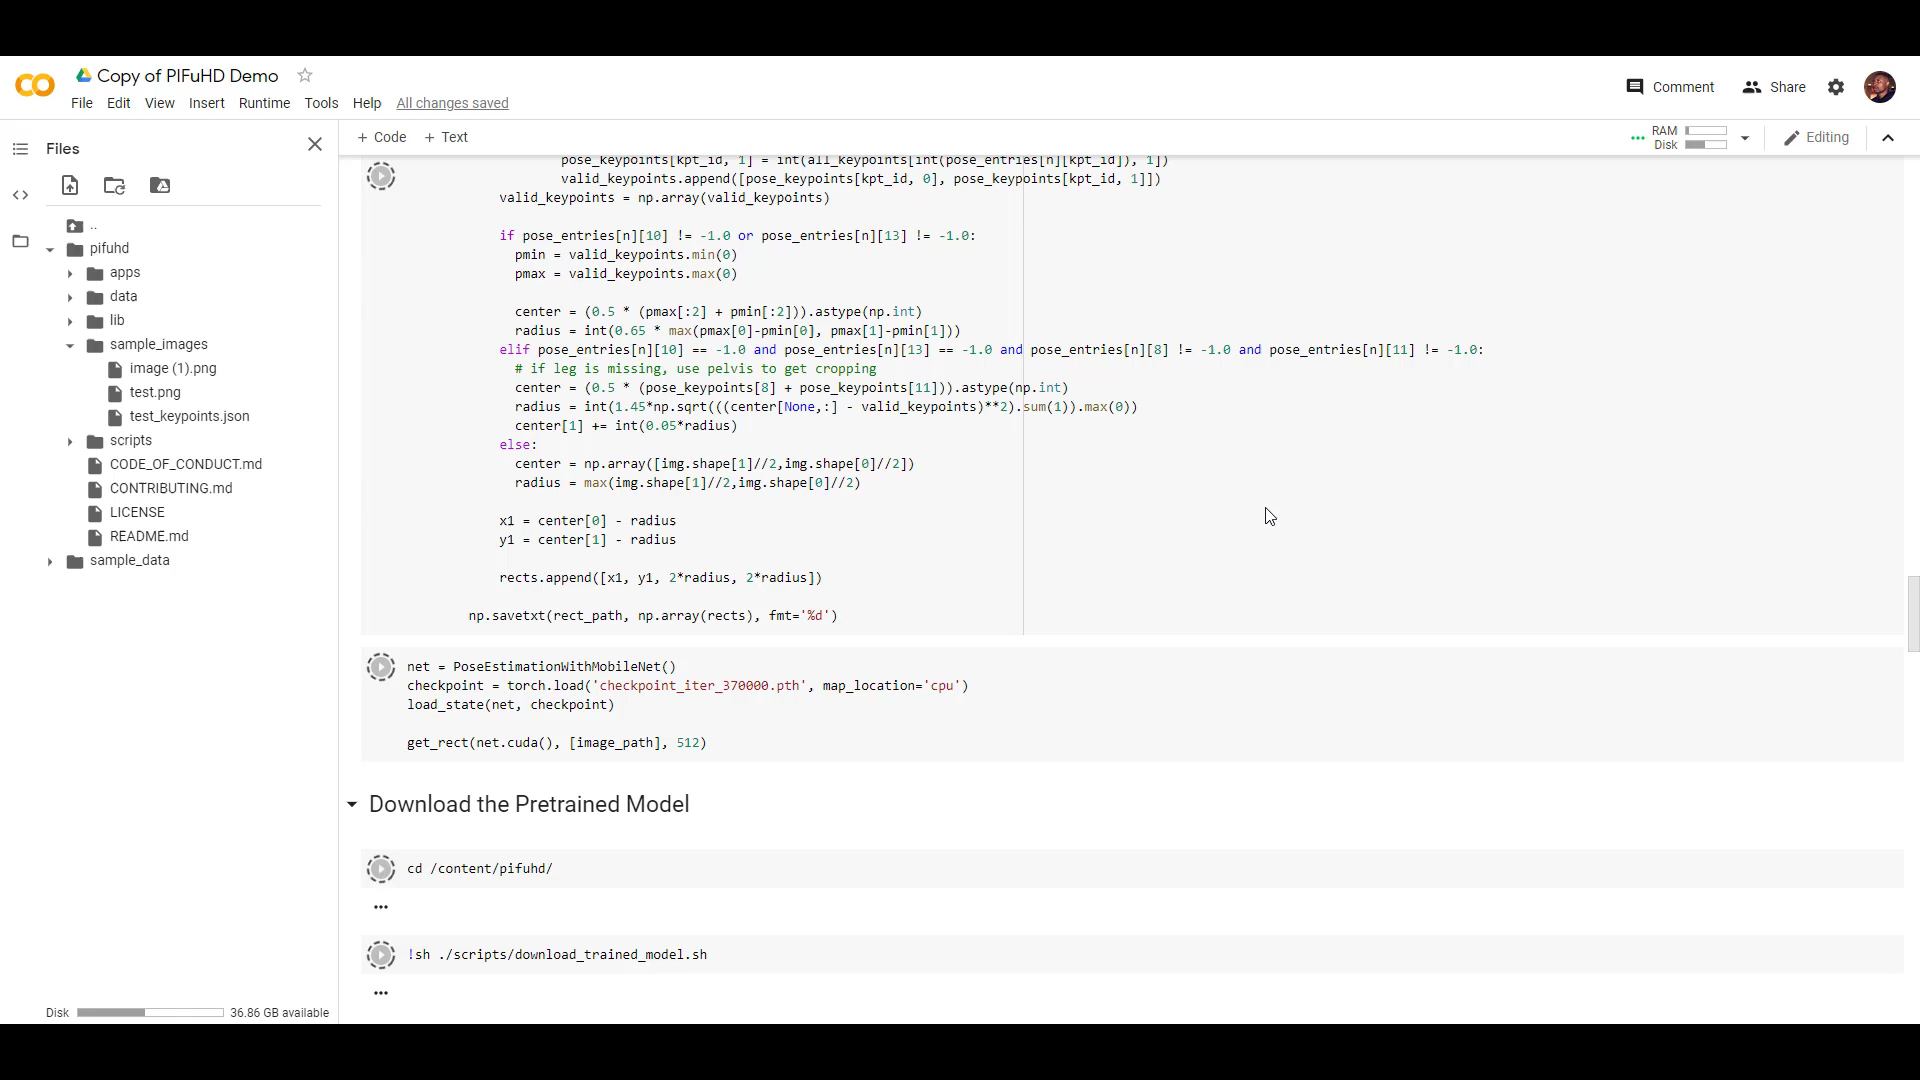 Copy of PIFuHD Demo
File Edit View Insert Runtime Tools Help All changes saved
Comment Share
Files
+ Code + Text
RAM
Disk
Editing
..
pifuhd
apps
data
lib
sample_images
image (1).png
test.png
test_keypoints.json
scripts
CODE_OF_CONDUCT.md
CONTRIBUTING.md
LICENSE
README.md
sample_data
Disk 36.86 GB available
pose_keypoints[kpt_id, 1] = int(all_keypoints[int(pose_entries[n][kpt_id]), 1])
valid_keypoints.append([pose_keypoints[kpt_id, 0], pose_keypoints[kpt_id, 1]])
valid_keypoints = np.array(valid_keypoints)
if pose_entries[n][10] != -1.0 or pose_entries[n][13] != -1.0:
pmin = valid_keypoints.min(0)
pmax = valid_keypoints.max(0)
center = (0.5 * (pmax[:2] + pmin[:2])).astype(np.int)
radius = int(0.65 * max(pmax[0]-pmin[0], pmax[1]-pmin[1]))
elif pose_entries[n][10] == -1.0 and pose_entries[n][13] == -1.0 and pose_entries[n][8] != -1.0 and pose_entries[n][11] != -1.0:
# if leg is missing, use pelvis to get cropping
center = (0.5 * (pose_keypoints[8] + pose_keypoints[11])).astype(np.int)
radius = int(1.45*np.sqrt(((center[None,:] - valid_keypoints)**2).sum(1)).max(0))
center[1] += int(0.05*radius)
else:
center = np.array([img.shape[1]//2,img.shape[0]//2])
radius = max(img.shape[1]//2,img.shape[0]//2)
x1 = center[0] - radius
y1 = center[1] - radius
rects.append([x1, y1, 2*radius, 2*radius])
np.savetxt(rect_path, np.array(rects), fmt='%d')
net = PoseEstimationWithMobileNet()
checkpoint = torch.load('checkpoint_iter_370000.pth', map_location='cpu')
load_state(net, checkpoint)
get_rect(net.cuda(), [image_path], 512)
Download the Pretrained Model
cd /content/pifuhd/
...
!sh ./scripts/download_trained_model.sh
...